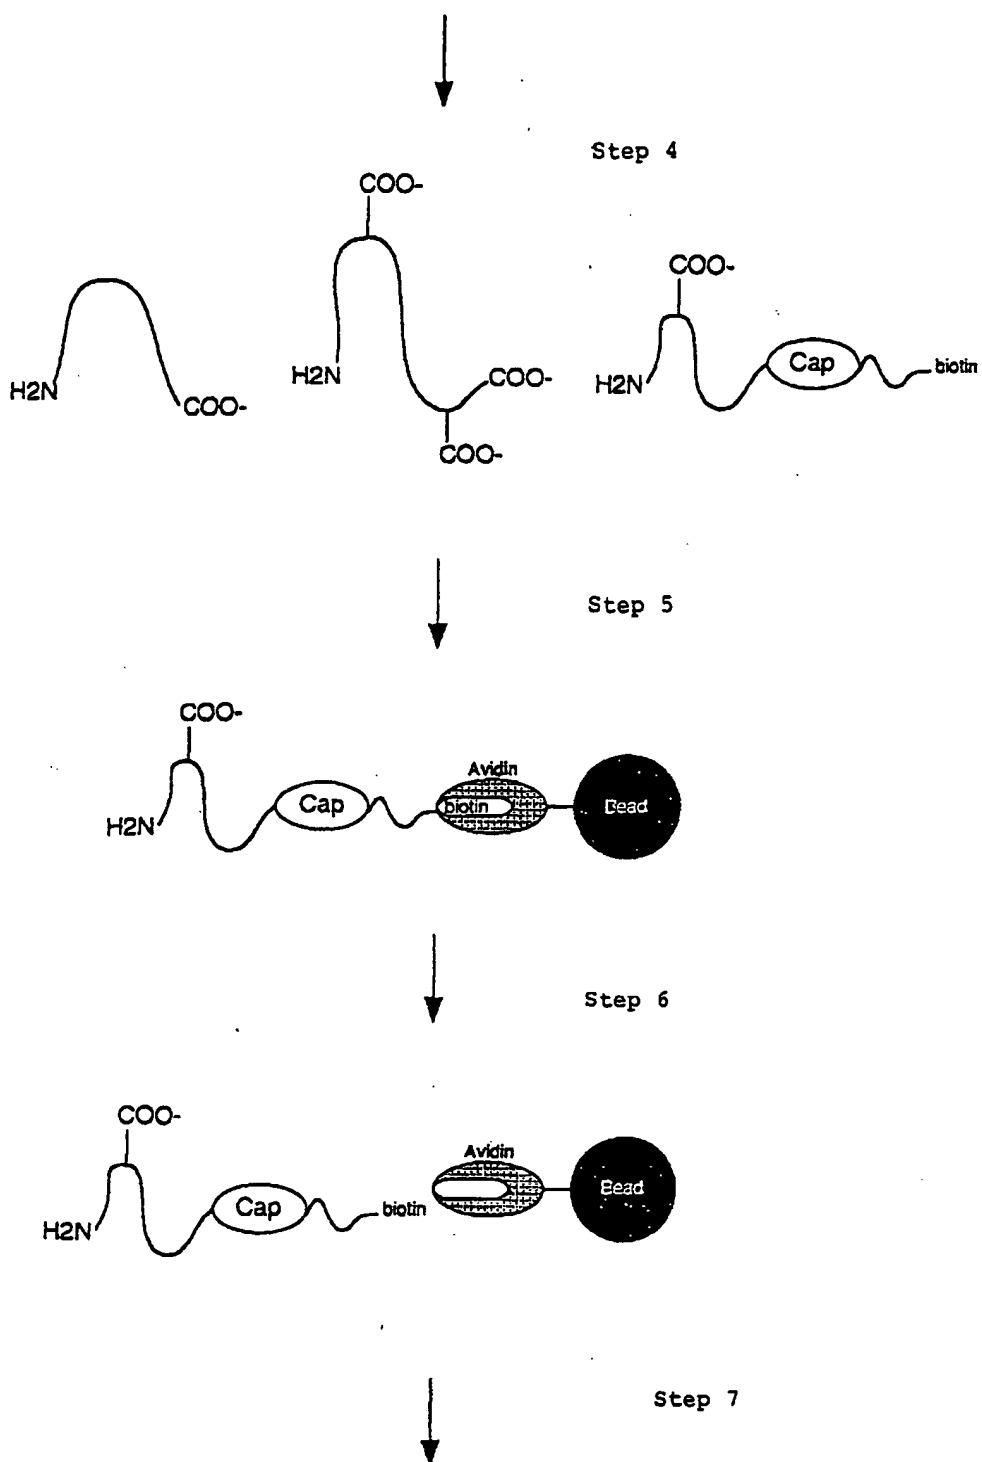 Step 4
COO-
COO-
H2N
COO-
H2N
COO-
COO-
H2N
Cap
biotin
Step 5
COO-
H2N
Cap
Avidin
biotin
Bead
Step 6
COO-
H2N
Cap
biotin
Avidin
Bead
Step 7